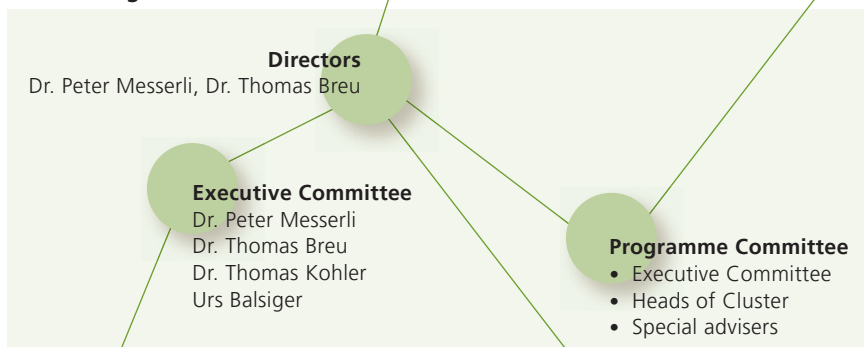 Directors
Dr. Peter Messerli, Dr. Thomas Breu
Executive Committee
Dr. Peter Messerli
Dr. Thomas Breu
Dr. Thomas Kohler
Urs Balsiger
Programme Committee
• Executive Committee
• Heads of Cluster
• Special advisers